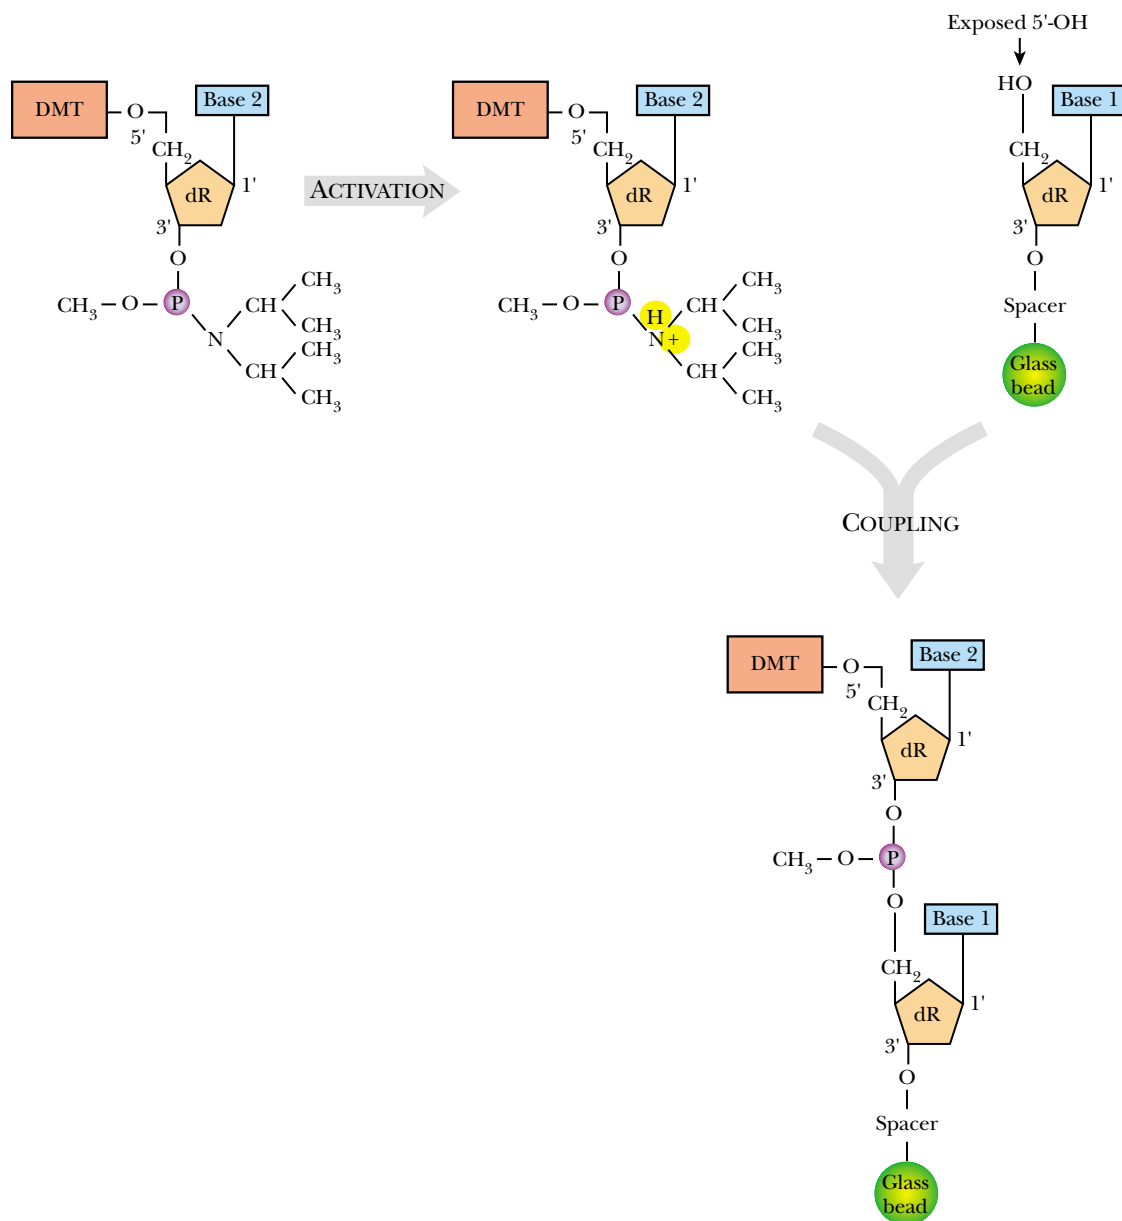 Exposed 5'-OH
DMT
O
5'
CH2
Base 2
dR
1'
3'
O
CH3
O
P
N
CH
CH3
CH3
CH
CH3
CH3
ACTIVATION
DMT
O
5'
CH2
Base 2
dR
1'
3'
O
CH3
O
P
H
N+
CH
CH3
CH3
CH
CH3
CH3
HO
Base 1
CH2
dR
1'
3'
O
Spacer
Glass
bead
COUPLING
DMT
O
5'
CH2
Base 2
dR
1'
3'
O
CH3
O
P
O
Base 1
CH2
dR
1'
3'
O
Spacer
Glass
bead